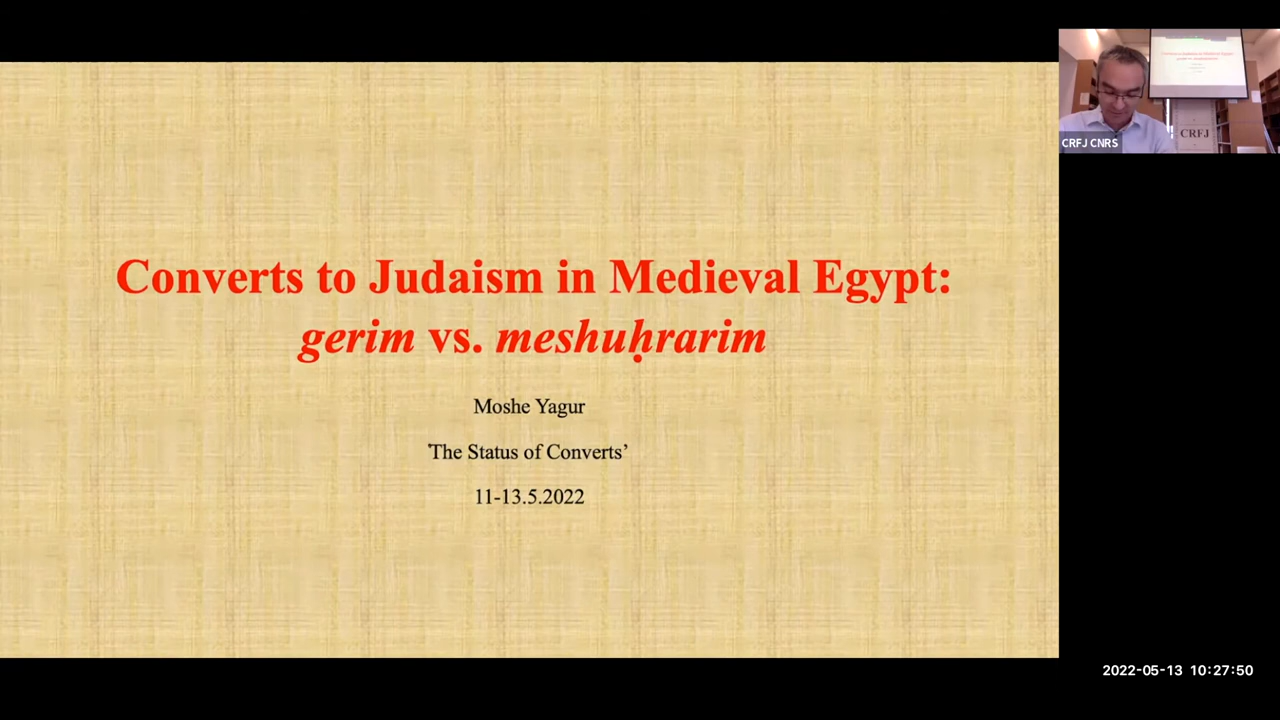 Converts to Judaism in Medieval Egypt:
gerim vs. meshuḥrarim
Moshe Yagur
'The Status of Converts’
11-13.5.2022
CRFJ
CRFJ CNRS
2022-05-13 10:27:50